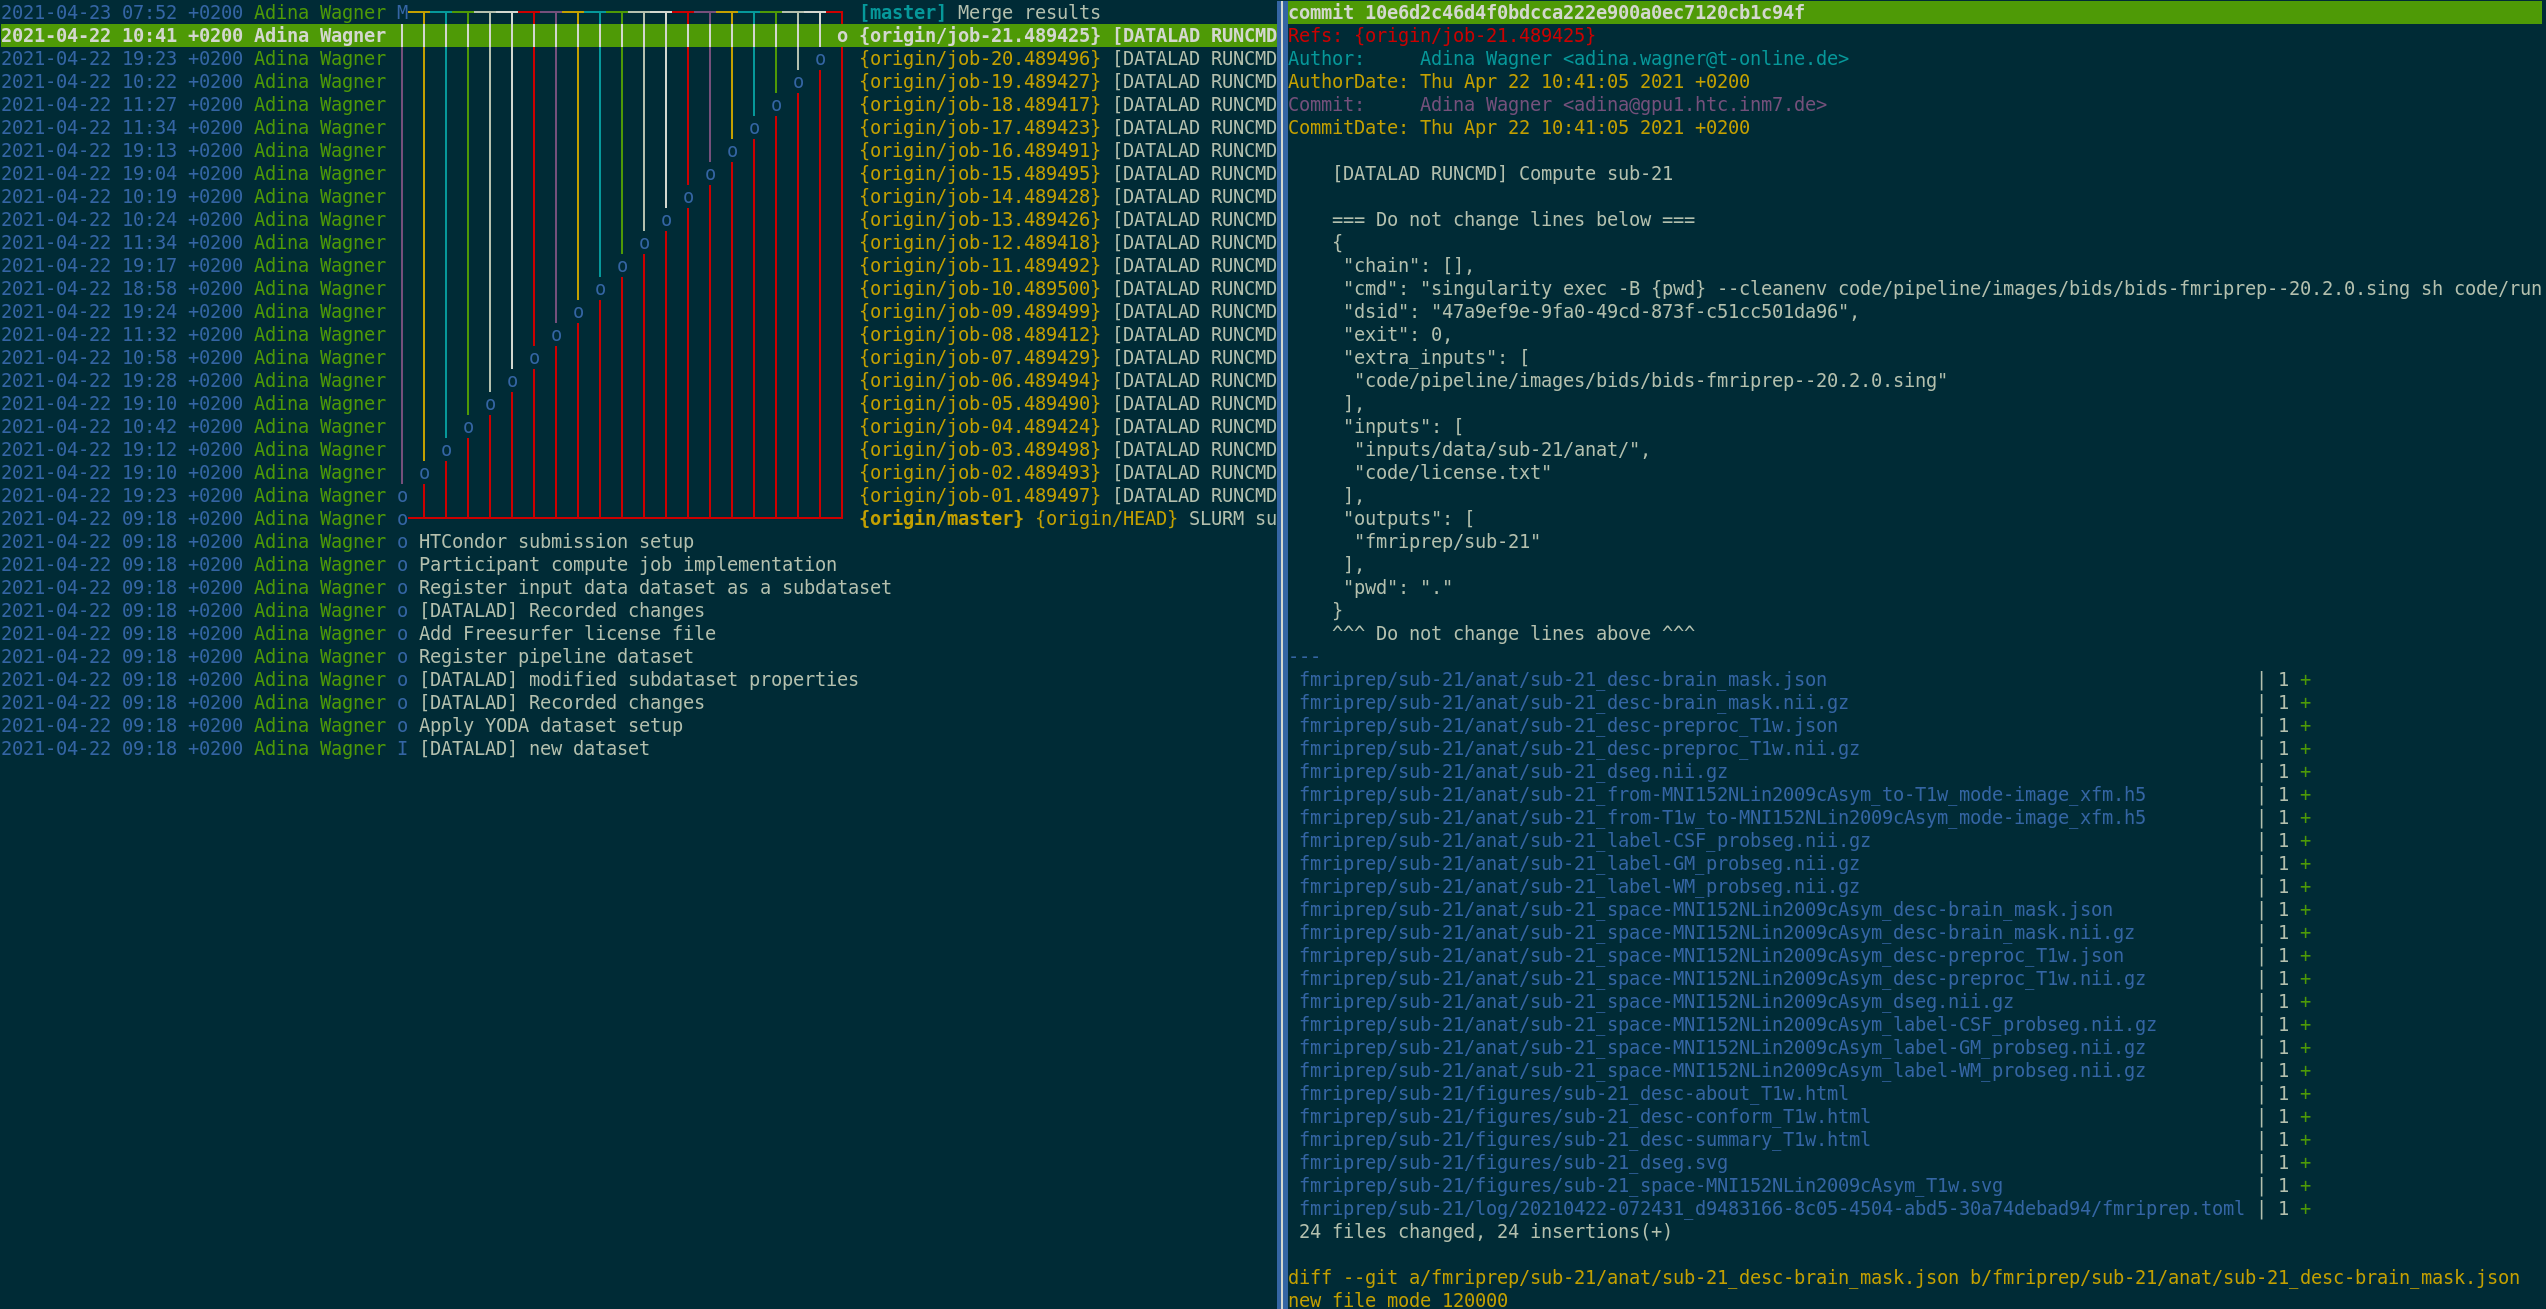 2021-04-23 07:52 +0200 Adina Wagner M [master] Merge results
2021-04-22 10:41 +0200 Adina Wagner o {origin/job-21.489425} [DATALAD RUNCMD
2021-04-22 19:23 +0200 Adina Wagner o {origin/job-20.489496} [DATALAD RUNCMD
2021-04-22 10:22 +0200 Adina Wagner o {origin/job-19.489427} [DATALAD RUNCMD
2021-04-22 11:27 +0200 Adina Wagner o {origin/job-18.489417} [DATALAD RUNCMD
2021-04-22 11:34 +0200 Adina Wagner o {origin/job-17.489423} [DATALAD RUNCMD
2021-04-22 19:13 +0200 Adina Wagner o {origin/job-16.489491} [DATALAD RUNCMD
2021-04-22 19:04 +0200 Adina Wagner o {origin/job-15.489495} [DATALAD RUNCMD
2021-04-22 10:19 +0200 Adina Wagner o {origin/job-14.489428} [DATALAD RUNCMD
2021-04-22 10:24 +0200 Adina Wagner o {origin/job-13.489426} [DATALAD RUNCMD
2021-04-22 11:34 +0200 Adina Wagner o {origin/job-12.489418} [DATALAD RUNCMD
2021-04-22 19:17 +0200 Adina Wagner o {origin/job-11.489492} [DATALAD RUNCMD
2021-04-22 18:58 +0200 Adina Wagner o {origin/job-10.489500} [DATALAD RUNCMD
2021-04-22 19:24 +0200 Adina Wagner o {origin/job-09.489499} [DATALAD RUNCMD
2021-04-22 11:32 +0200 Adina Wagner o {origin/job-08.489412} [DATALAD RUNCMD
2021-04-22 10:58 +0200 Adina Wagner o {origin/job-07.489429} [DATALAD RUNCMD
2021-04-22 19:28 +0200 Adina Wagner o {origin/job-06.489494} [DATALAD RUNCMD
2021-04-22 19:10 +0200 Adina Wagner o {origin/job-05.489490} [DATALAD RUNCMD
2021-04-22 10:42 +0200 Adina Wagner o {origin/job-04.489424} [DATALAD RUNCMD
2021-04-22 19:12 +0200 Adina Wagner o {origin/job-03.489498} [DATALAD RUNCMD
2021-04-22 19:10 +0200 Adina Wagner o {origin/job-02.489493} [DATALAD RUNCMD
2021-04-22 19:23 +0200 Adina Wagner o {origin/job-01.489497} [DATALAD RUNCMD
2021-04-22 09:18 +0200 Adina Wagner o {origin/master} {origin/HEAD} SLURM su
2021-04-22 09:18 +0200 Adina Wagner o HTCondor submission setup
2021-04-22 09:18 +0200 Adina Wagner o Participant compute job implementation
2021-04-22 09:18 +0200 Adina Wagner o Register input data dataset as a subdataset
2021-04-22 09:18 +0200 Adina Wagner o [DATALAD] Recorded changes
2021-04-22 09:18 +0200 Adina Wagner o Add Freesurfer license file
2021-04-22 09:18 +0200 Adina Wagner o Register pipeline dataset
2021-04-22 09:18 +0200 Adina Wagner o [DATALAD] modified subdataset properties
2021-04-22 09:18 +0200 Adina Wagner o [DATALAD] Recorded changes
2021-04-22 09:18 +0200 Adina Wagner o Apply YODA dataset setup
2021-04-22 09:18 +0200 Adina Wagner I [DATALAD] new dataset
commit 10e6d2c46d4f0bdcca222e900a0ec7120cb1c94f
Refs: {origin/job-21.489425}
Author:     Adina Wagner <adina.wagner@t-online.de>
AuthorDate: Thu Apr 22 10:41:05 2021 +0200
Commit:     Adina Wagner <adina@gpu1.htc.inm7.de>
CommitDate: Thu Apr 22 10:41:05 2021 +0200
[DATALAD RUNCMD] Compute sub-21
=== Do not change lines below ===
{
"chain": [],
"cmd": "singularity exec -B {pwd} --cleanenv code/pipeline/images/bids/bids-fmriprep--20.2.0.sing sh code/run
"dsid": "47a9ef9e-9fa0-49cd-873f-c51cc501da96",
"exit": 0,
"extra_inputs": [
"code/pipeline/images/bids/bids-fmriprep--20.2.0.sing"
],
"inputs": [
"inputs/data/sub-21/anat/",
"code/license.txt"
],
"outputs": [
"fmriprep/sub-21"
],
"pwd": "."
}
^^^ Do not change lines above ^^^
---
fmriprep/sub-21/anat/sub-21_desc-brain_mask.json | 1 +
fmriprep/sub-21/anat/sub-21_desc-brain_mask.nii.gz | 1 +
fmriprep/sub-21/anat/sub-21_desc-preproc_T1w.json | 1 +
fmriprep/sub-21/anat/sub-21_desc-preproc_T1w.nii.gz | 1 +
fmriprep/sub-21/anat/sub-21_dseg.nii.gz | 1 +
fmriprep/sub-21/anat/sub-21_from-MNI152NLin2009cAsym_to-T1w_mode-image_xfm.h5 | 1 +
fmriprep/sub-21/anat/sub-21_from-T1w_to-MNI152NLin2009cAsym_mode-image_xfm.h5 | 1 +
fmriprep/sub-21/anat/sub-21_label-CSF_probseg.nii.gz | 1 +
fmriprep/sub-21/anat/sub-21_label-GM_probseg.nii.gz | 1 +
fmriprep/sub-21/anat/sub-21_label-WM_probseg.nii.gz | 1 +
fmriprep/sub-21/anat/sub-21_space-MNI152NLin2009cAsym_desc-brain_mask.json | 1 +
fmriprep/sub-21/anat/sub-21_space-MNI152NLin2009cAsym_desc-brain_mask.nii.gz | 1 +
fmriprep/sub-21/anat/sub-21_space-MNI152NLin2009cAsym_desc-preproc_T1w.json | 1 +
fmriprep/sub-21/anat/sub-21_space-MNI152NLin2009cAsym_desc-preproc_T1w.nii.gz | 1 +
fmriprep/sub-21/anat/sub-21_space-MNI152NLin2009cAsym_dseg.nii.gz | 1 +
fmriprep/sub-21/anat/sub-21_space-MNI152NLin2009cAsym_label-CSF_probseg.nii.gz | 1 +
fmriprep/sub-21/anat/sub-21_space-MNI152NLin2009cAsym_label-GM_probseg.nii.gz | 1 +
fmriprep/sub-21/anat/sub-21_space-MNI152NLin2009cAsym_label-WM_probseg.nii.gz | 1 +
fmriprep/sub-21/figures/sub-21_desc-about_T1w.html | 1 +
fmriprep/sub-21/figures/sub-21_desc-conform_T1w.html | 1 +
fmriprep/sub-21/figures/sub-21_desc-summary_T1w.html | 1 +
fmriprep/sub-21/figures/sub-21_dseg.svg | 1 +
fmriprep/sub-21/figures/sub-21_space-MNI152NLin2009cAsym_T1w.svg | 1 +
fmriprep/sub-21/log/20210422-072431_d9483166-8c05-4504-abd5-30a74debad94/fmriprep.toml | 1 +
24 files changed, 24 insertions(+)
diff --git a/fmriprep/sub-21/anat/sub-21_desc-brain_mask.json b/fmriprep/sub-21/anat/sub-21_desc-brain_mask.json
new file mode 120000